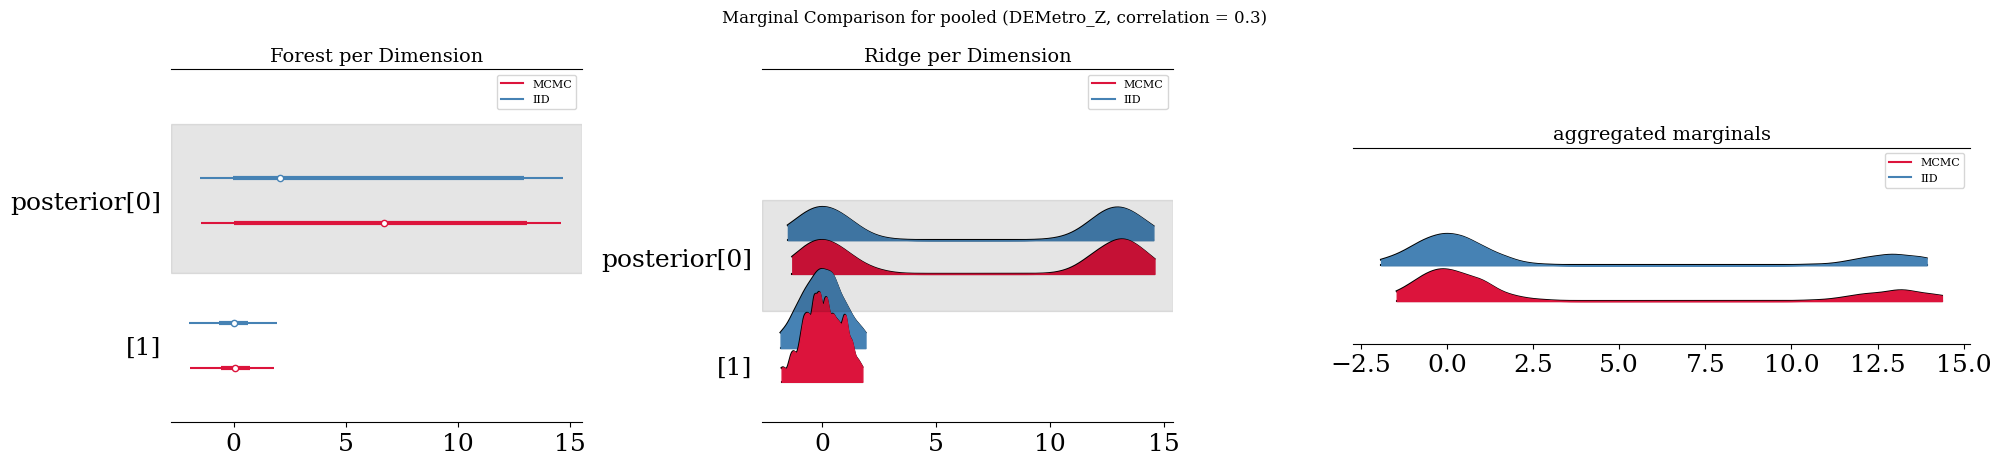 Marginal Comparison for pooled (DEMetro_Z, correlation = 0.3)
Forest per Dimension
MCMC
IID
posterior[0]
[1]
0 5 10 15
Ridge per Dimension
MCMC
IID
posterior[0]
[1]
0 5 10 15
aggregated marginals
MCMC
IID
−2.5 0.0 2.5 5.0 7.5 10.0 12.5 15.0